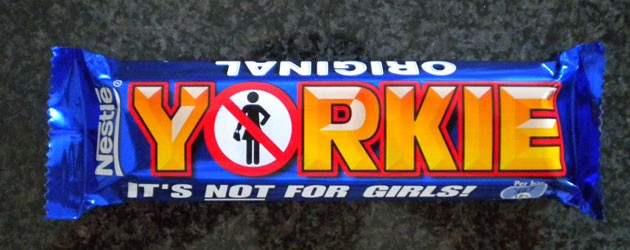 ORIGINAL
Nestlé®
YORKIE
IT'S NOT FOR GIRLS!